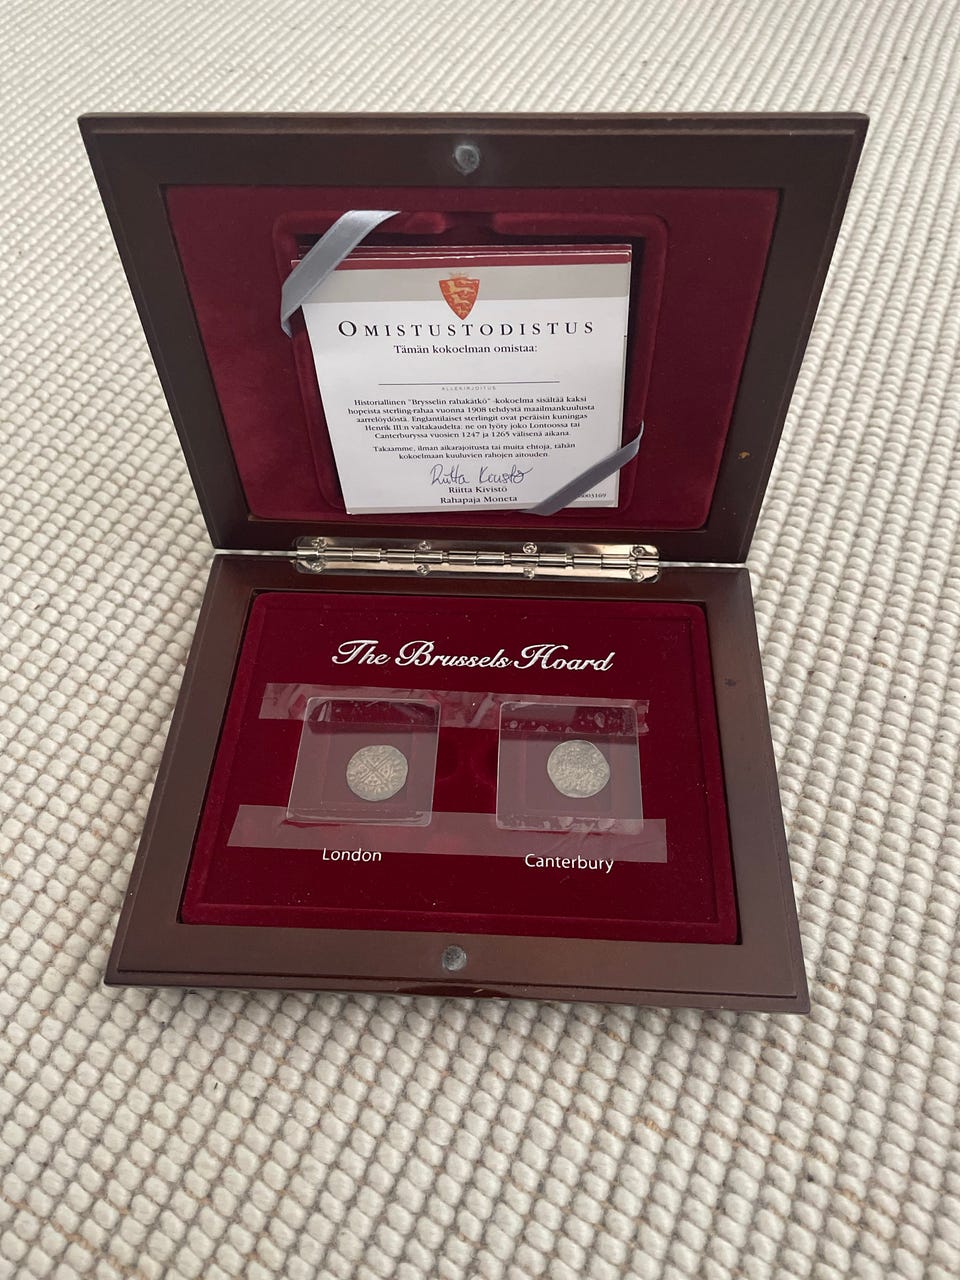 OMISTUSTODISTUS
Tämän kokoelman omistaa:
ALLEKIRJOITUS
Historiallinen "Brysselin rahakätkö" -kokoelma sisältää kaksi
hopeista sterling-rahaa vuonna 1908 tehdystä maailmankuulusta
aarrelöydöstä. Englantilaiset sterlingit ovat peräisin kuningas
Henrik III:n valtakaudelta: ne on lyöty joko Lontoossa tai
Canterburyssa vuosien 1247 ja 1265 välisenä aikana.
Takaamme, ilman aikarajoitusta tai muita ehtoja, tähän
kokoelmaan kuuluvien rahojen aitouden.
Riitta Kivistö
Riitta Kivistö
Rahapaja Moneta
The Brussels Hoard
London
Canterbury